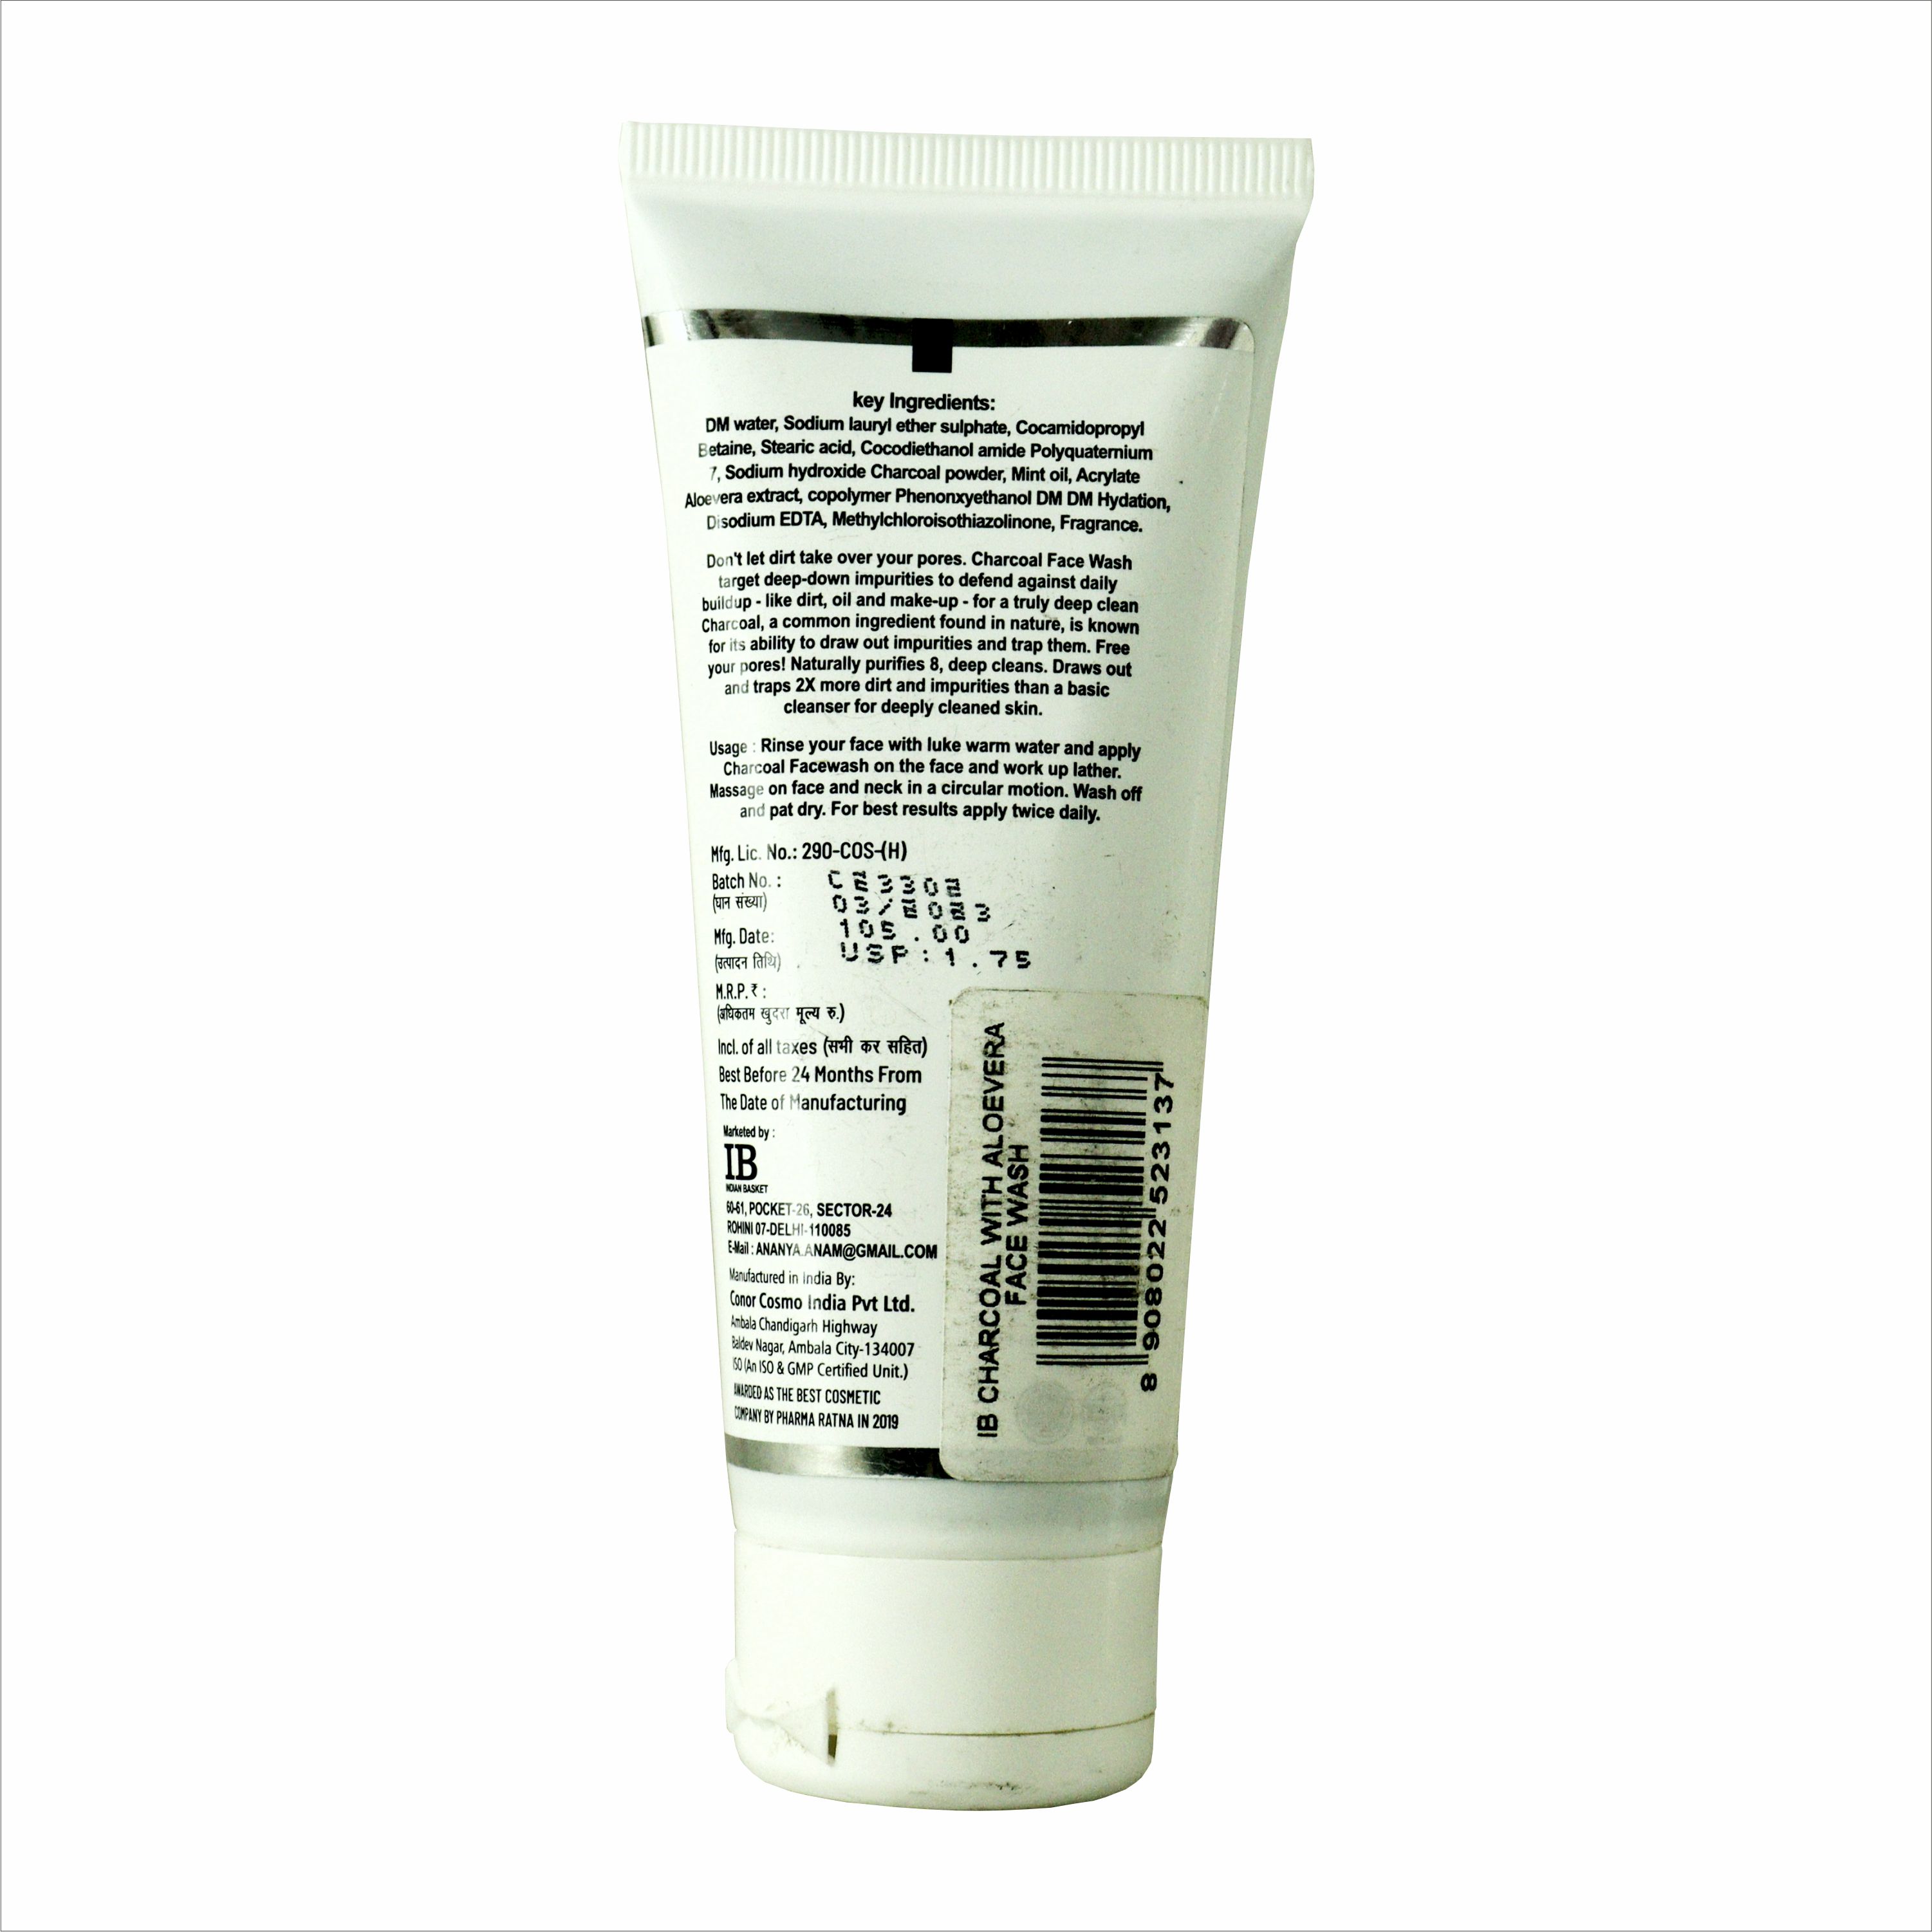 key Ingredients:
DM water, Sodium lauryl ether sulphate, Cocamidopropyl
Betaine, Stearic acid, Cocodiethanol amide Polyquaternium
7, Sodium hydroxide Charcoal powder, Mint oil, Acrylate
Aloevera extract, copolymer Phenonxyethanol DM DM Hydation,
Disodium EDTA, Methylchloroisothiazolinone, Fragrance.
Don't let dirt take over your pores. Charcoal Face Wash
target deep-down impurities to defend against daily
buildup - like dirt, oil and make-up - for a truly deep clean
Charcoal, a common ingredient found in nature, is known
for its ability to draw out impurities and trap them. Free
your pores! Naturally purifies 8, deep cleans. Draws out
and traps 2X more dirt and impurities than a basic
cleanser for deeply cleaned skin.
Usage : Rinse your face with luke warm water and apply
Charcoal Facewash on the face and work up lather.
Massage on face and neck in a circular motion. Wash off
and pat dry. For best results apply twice daily.
Mfg. Lic. No.: 290-COS-(H)
Batch No. : CE3302
(घान संख्या) 03/2023
Mfg. Date: 105.00
(उत्पादन तिथि) USP:1.75
M.R.P.₹ :
(अधिकतम खुदरा मूल्य रु.)
Incl. of all taxes (सभी कर सहित)
Best Before 24 Months From
The Date of Manufacturing
Marketed by :
IB
INDIAN BASKET
60-61, POCKET-26, SECTOR-24
ROHINI 07-DELHI-110085
E-Mail : ANANYA.ANAM@GMAIL.COM
Manufactured in India By:
Conor Cosmo India Pvt Ltd.
Ambala Chandigarh Highway
Baldev Nagar, Ambala City-134007
ISO (An ISO & GMP Certified Unit.)
AWARDED AS THE BEST COSMETIC
COMPANY BY PHARMA RATNA IN 2019
IB CHARCOAL WITH ALOEVERA
FACE WASH
8 908022 523137